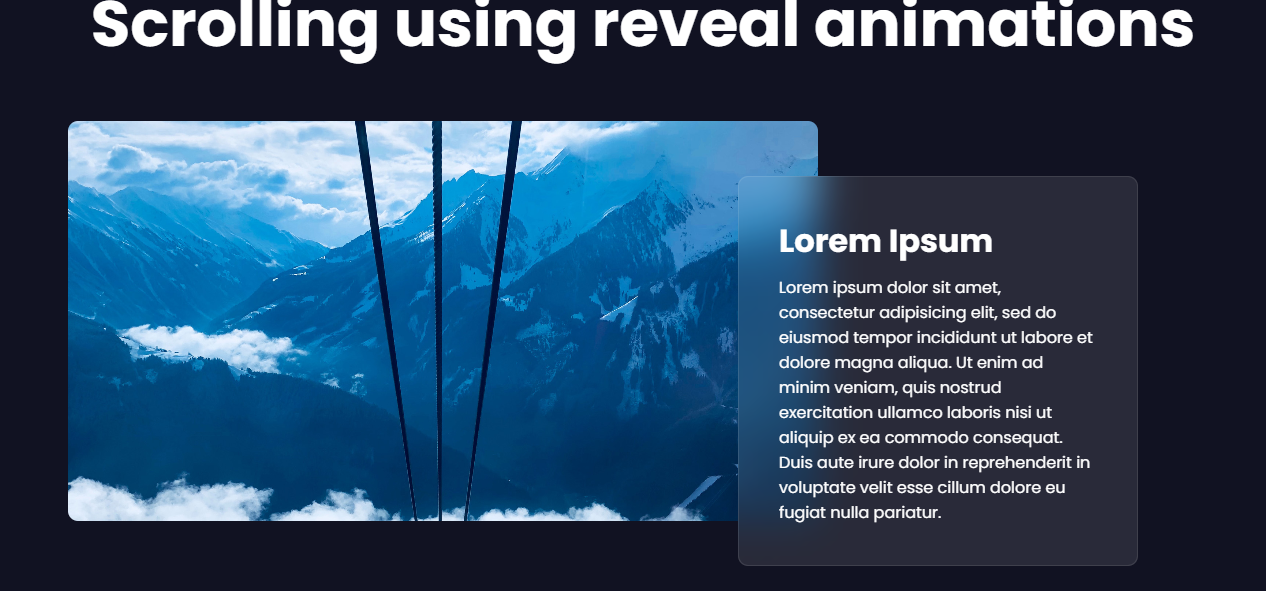 Scrolling using reveal animations
Lorem Ipsum
Lorem ipsum dolor sit amet,
consectetur adipisicing elit, sed do
eiusmod tempor incididunt ut labore et
dolore magna aliqua. Ut enim ad
minim veniam, quis nostrud
exercitation ullamco laboris nisi ut
aliquip ex ea commodo consequat.
Duis aute irure dolor in reprehenderit in
voluptate velit esse cillum dolore eu
fugiat nulla pariatur.